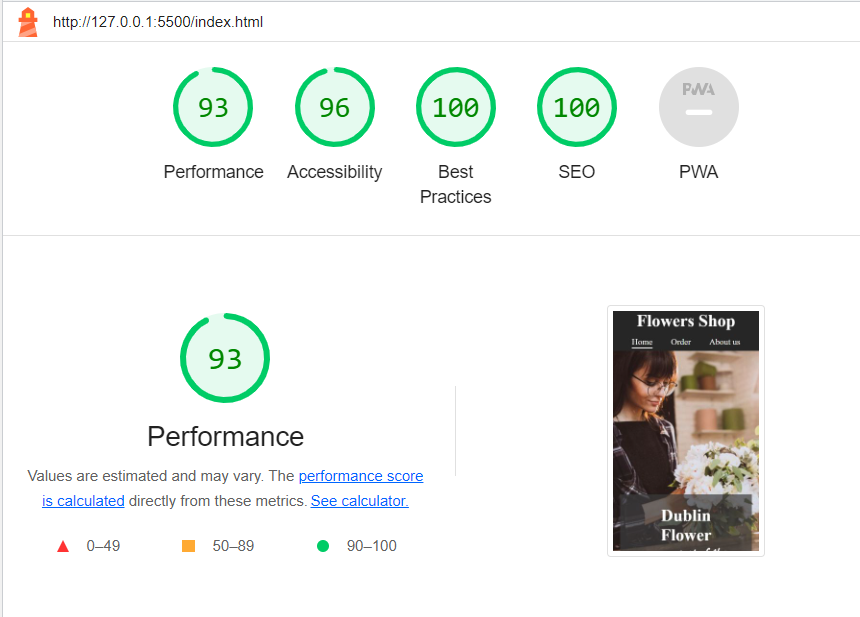 http://127.0.0.1:5500/index.html
93 96 100 100 PWA
Performance Accessibility Best Practices SEO PWA
93
Performance
Values are estimated and may vary. The performance score
is calculated directly from these metrics. See calculator.
0–49 50–89 90–100
Flowers Shop
Home Order About us
Dublin
Flower